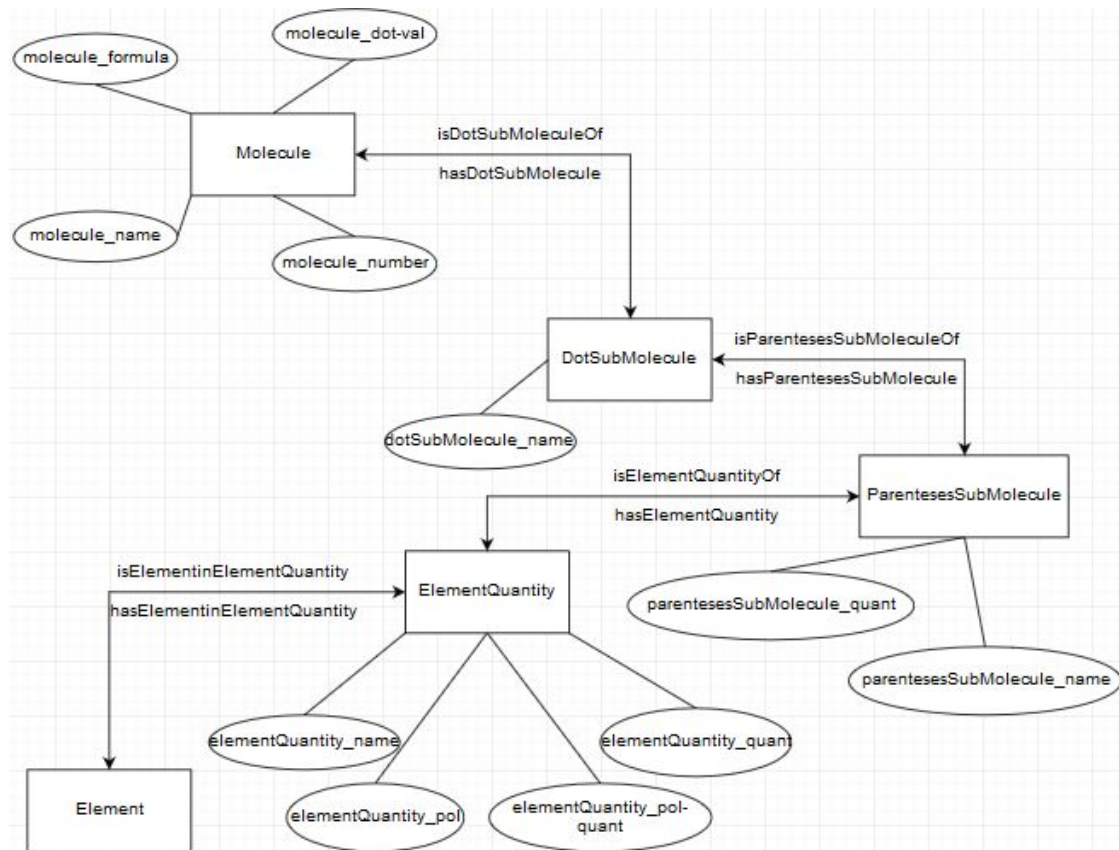 molecule_dot-val
molecule_formula
isDotSubMoleculeOf
Molecule
hasDotSubMolecule
molecule_name
molecule_number
isParentesesSubMoleculeOf
DotSubMolecule
hasParentesesSubMolecule
dotSubMolecule_name
isElementQuantityOf
ParentesesSubMolecule
hasElementQuantity
isElementinElementQuantity
ElementQuantity
hasElementinElementQuantity
parentesesSubMolecule_quant
parentesesSubMolecule_name
elementQuantity_name
elementQuantity_quant
Element
elementQuantity_pol
elementQuantity_pol-
quant